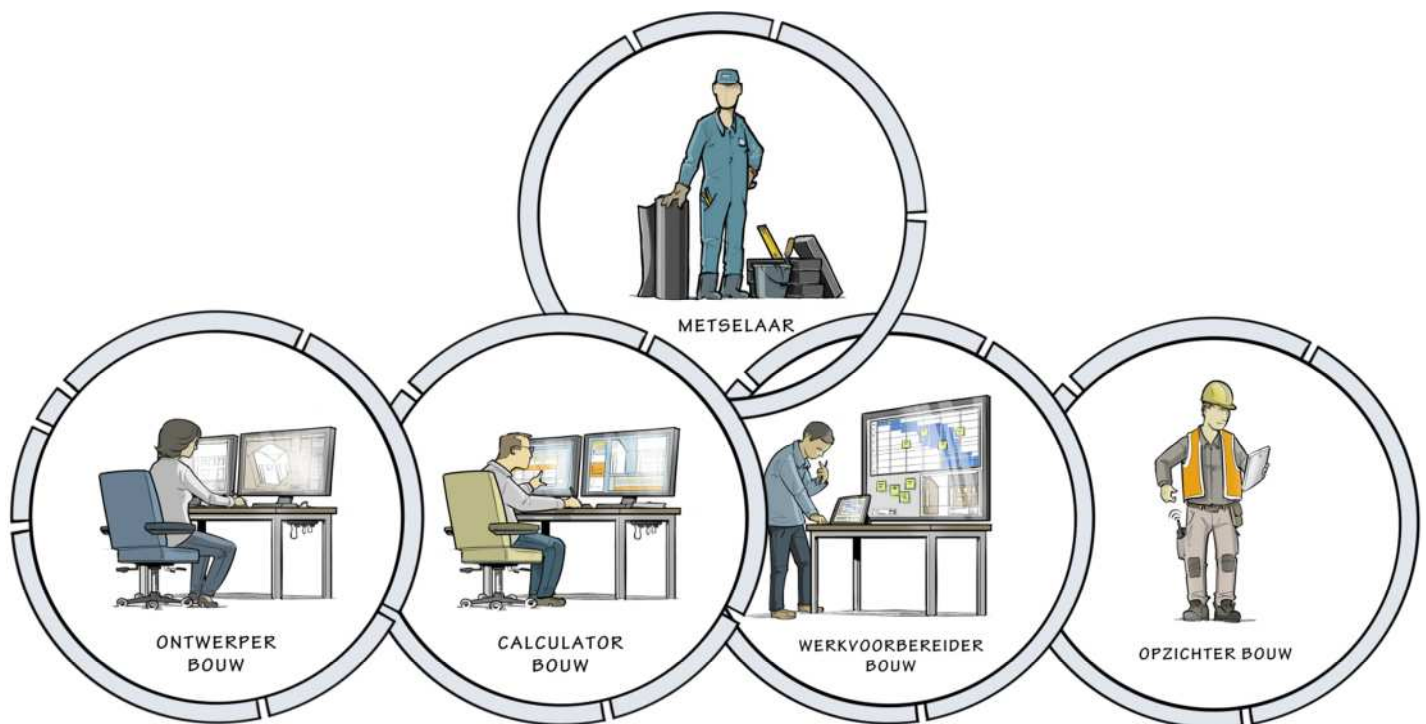 METSELAAR
ONTWERPER
BOUW
CALCULATOR
BOUW
WERKVOORBEREIDER
BOUW
OPZICHTER BOUW